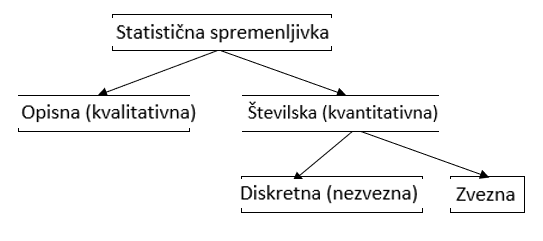 Statistična spremenljivka
Opisna (kvalitativna)
Številska (kvantitativna)
Diskretna (nezvezna)
Zvezna